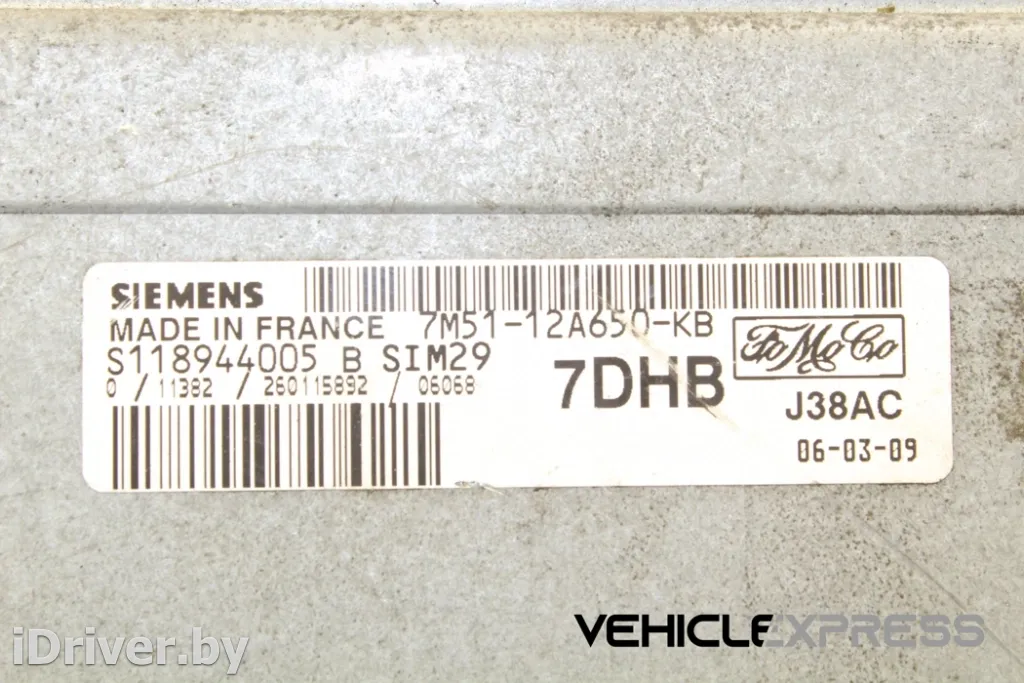 SIEMENS
MADE IN FRANCE 7M51-12A650-KB
S118944005 B SIM29
0 / 11382 / 260115892 / 06068
7DHB
FoMoCo
J38AC
06-03-09
VEHICLEEXPRESS
iDriver.by